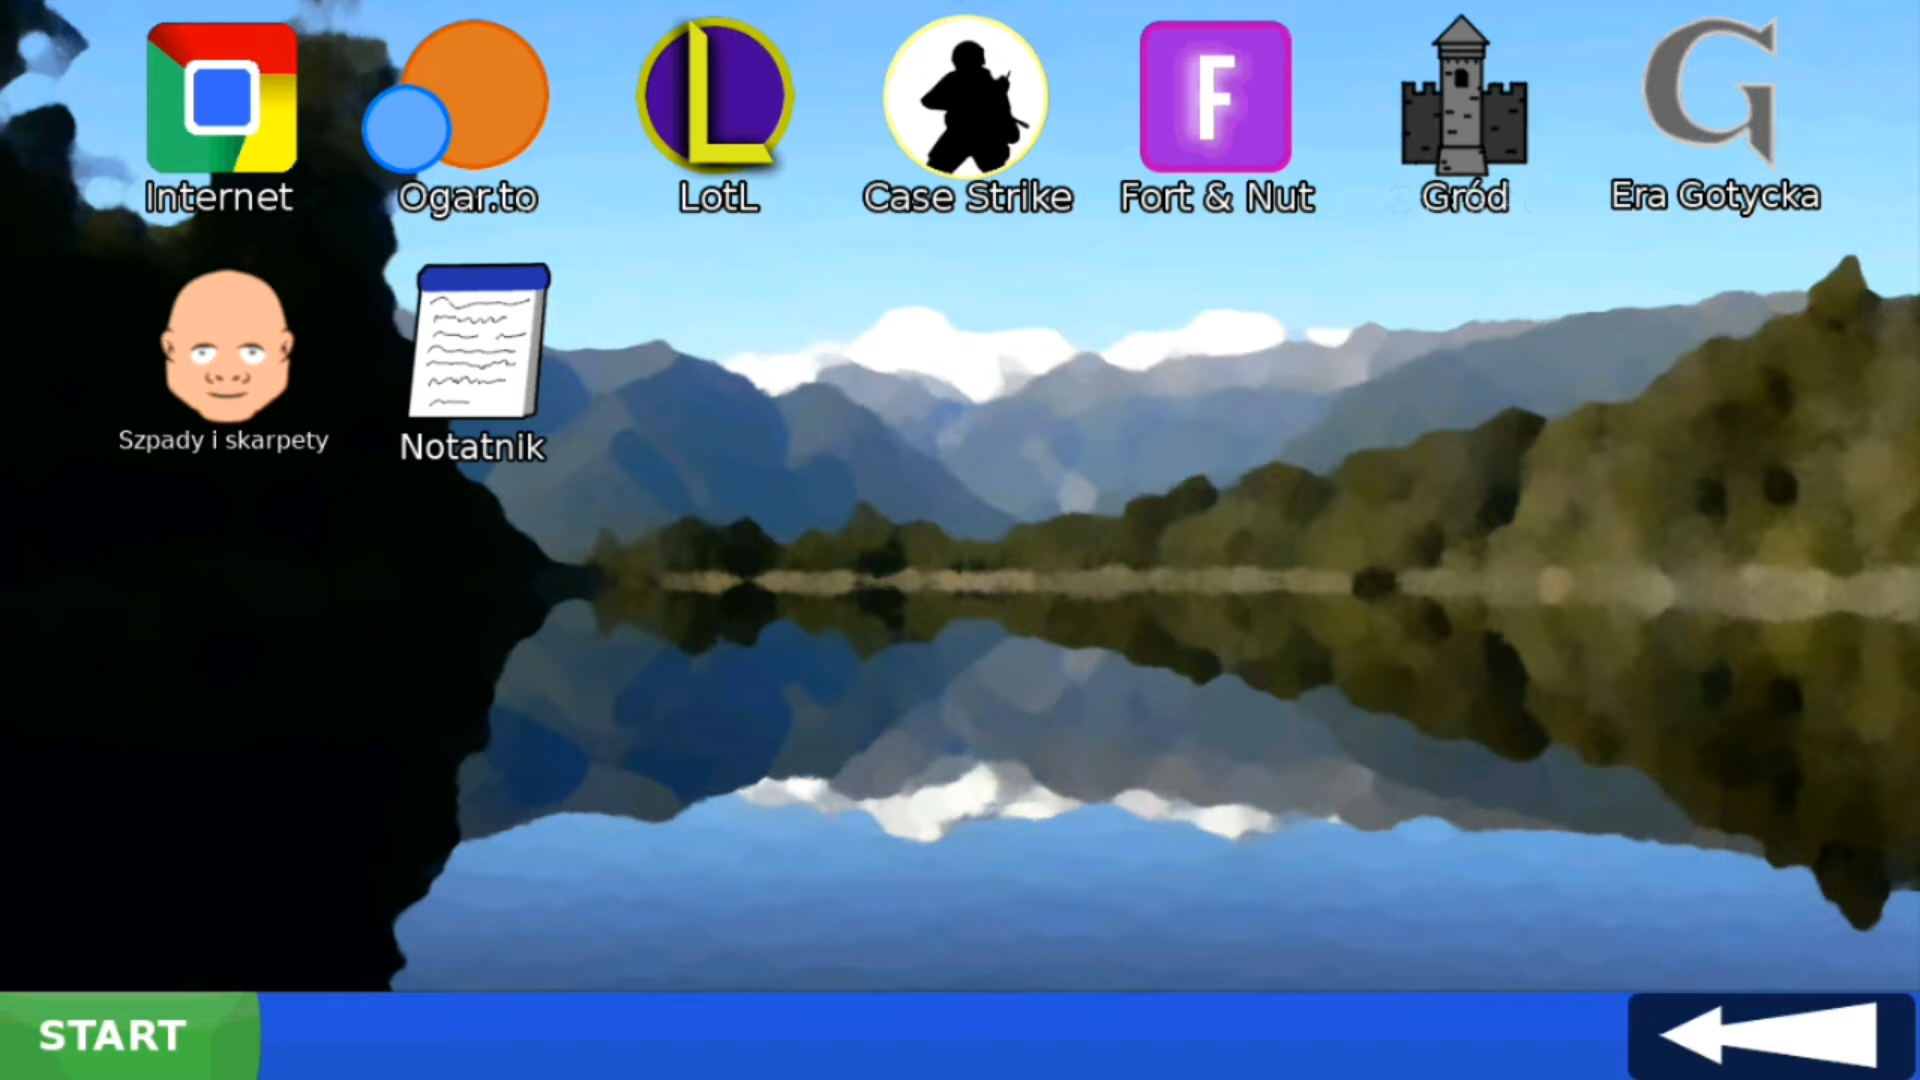 Internet
Ogar.to
LotL
Case Strike
F
Fort & Nut
Gród
G
Era Gotycka
Szpady i skarpety
Notatnik
START